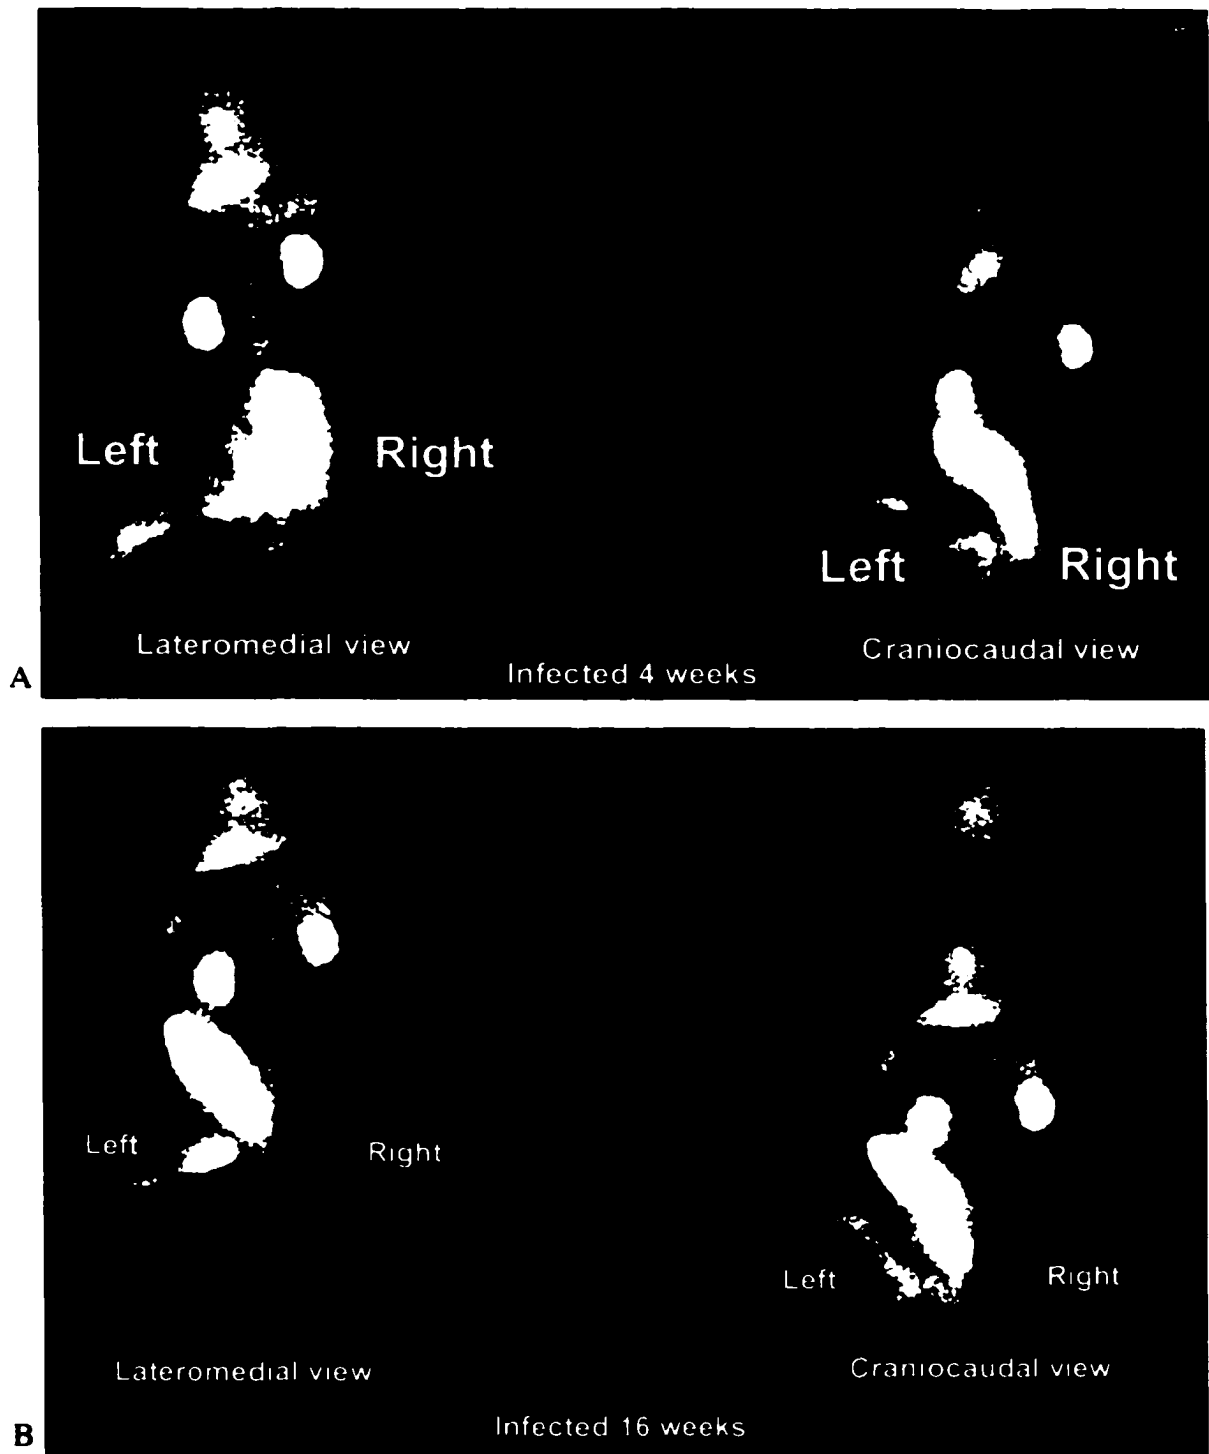 Left
Right
Left
Right
Lateromedial view
Craniocaudal view
Infected 4 weeks
A
Left
Right
Left
Right
Lateromedial view
Craniocaudal view
Infected 16 weeks
B